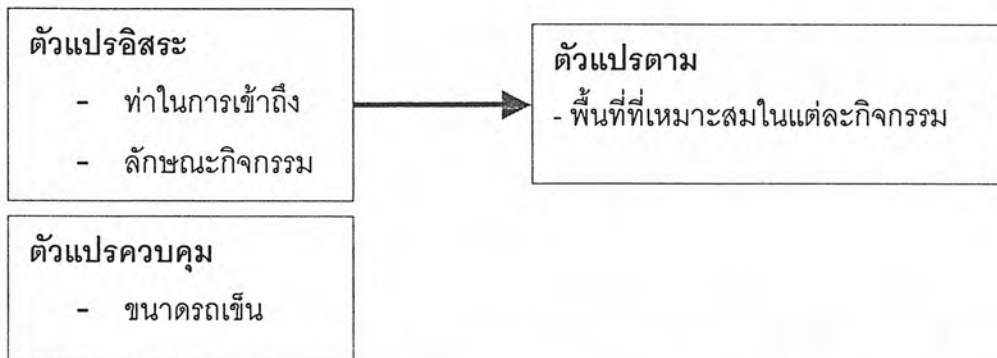 ตัวแปรอิสระ
- ท่าในการเข้าถึง
- ลักษณะกิจกรรม
ตัวแปรตาม
- พื้นที่ที่เหมาะสมในแต่ละกิจกรรม
ตัวแปรควบคุม
- ขนาดรถเข็น